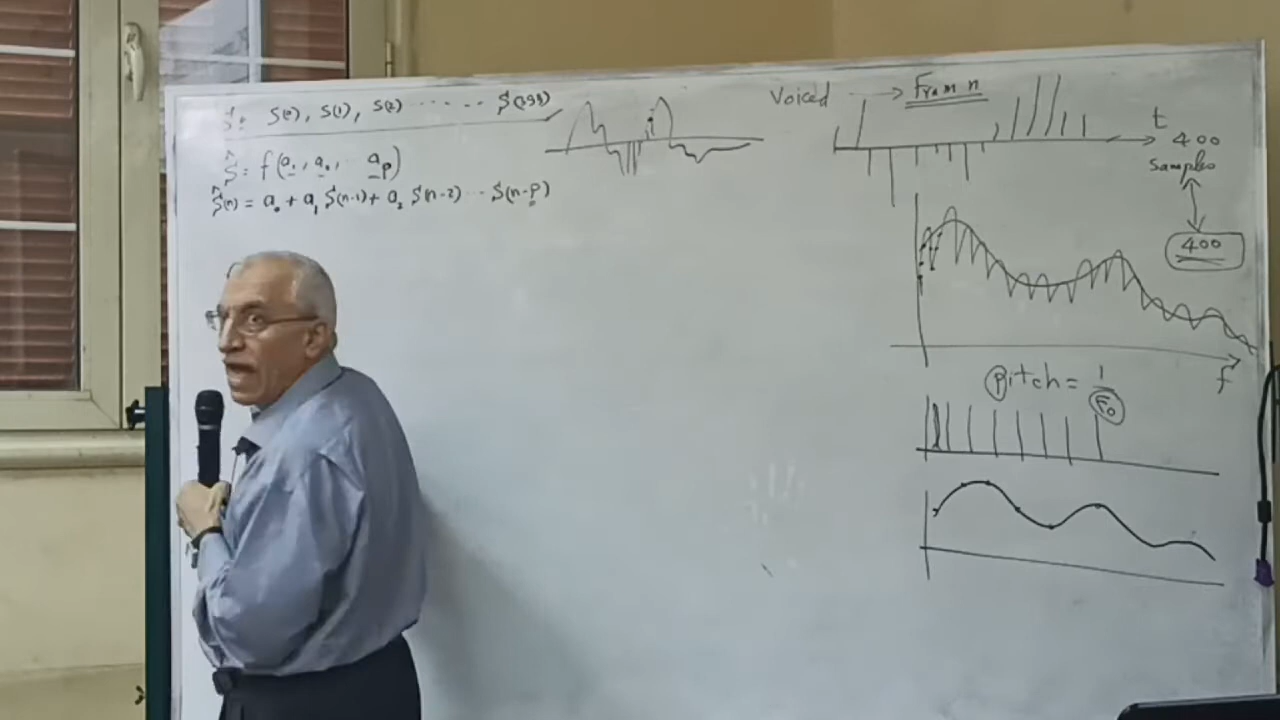 S: S(0), S(1), S(2) ....... S(399)
Ŝ = f(a₀, a₁, .. aₚ)
Ŝ(n) = a₀ + a₁ S(n-1) + a₂ S(n-2) ... S(n-p)
Voiced → Fram n
t
400
Samples
400
f
Pitch = 1/F₀